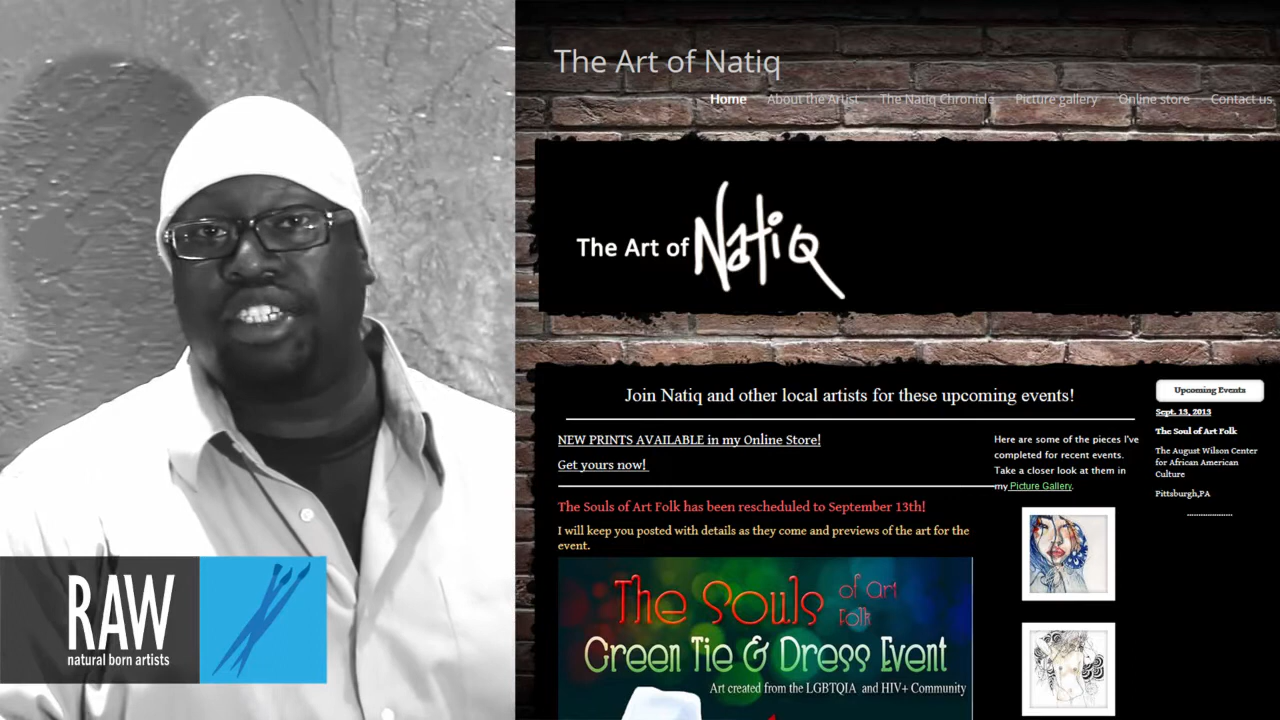 The Art of Natiq
Home About the Artist The Natiq Chronicle Picture gallery Online store Contact us
The Art of NatiQ
Join Natiq and other local artists for these upcoming events!
NEW PRINTS AVAILABLE in my Online Store!
Get yours now!
The Souls of Art Folk has been rescheduled to September 13th!
I will keep you posted with details as they come and previews of the art for the
event.
The Souls of Art
Folk
Green Tie & Dress Event
Art created from the LGBTQIA and HIV+ Community
Here are some of the pieces I've
completed for recent events.
Take a closer look at them in
my Picture Gallery.
Upcoming Events
Sept. 13, 2013
The Soul of Art Folk
The August Wilson Center
for African American
Culture
Pittsburgh,PA
RAW
natural born artists